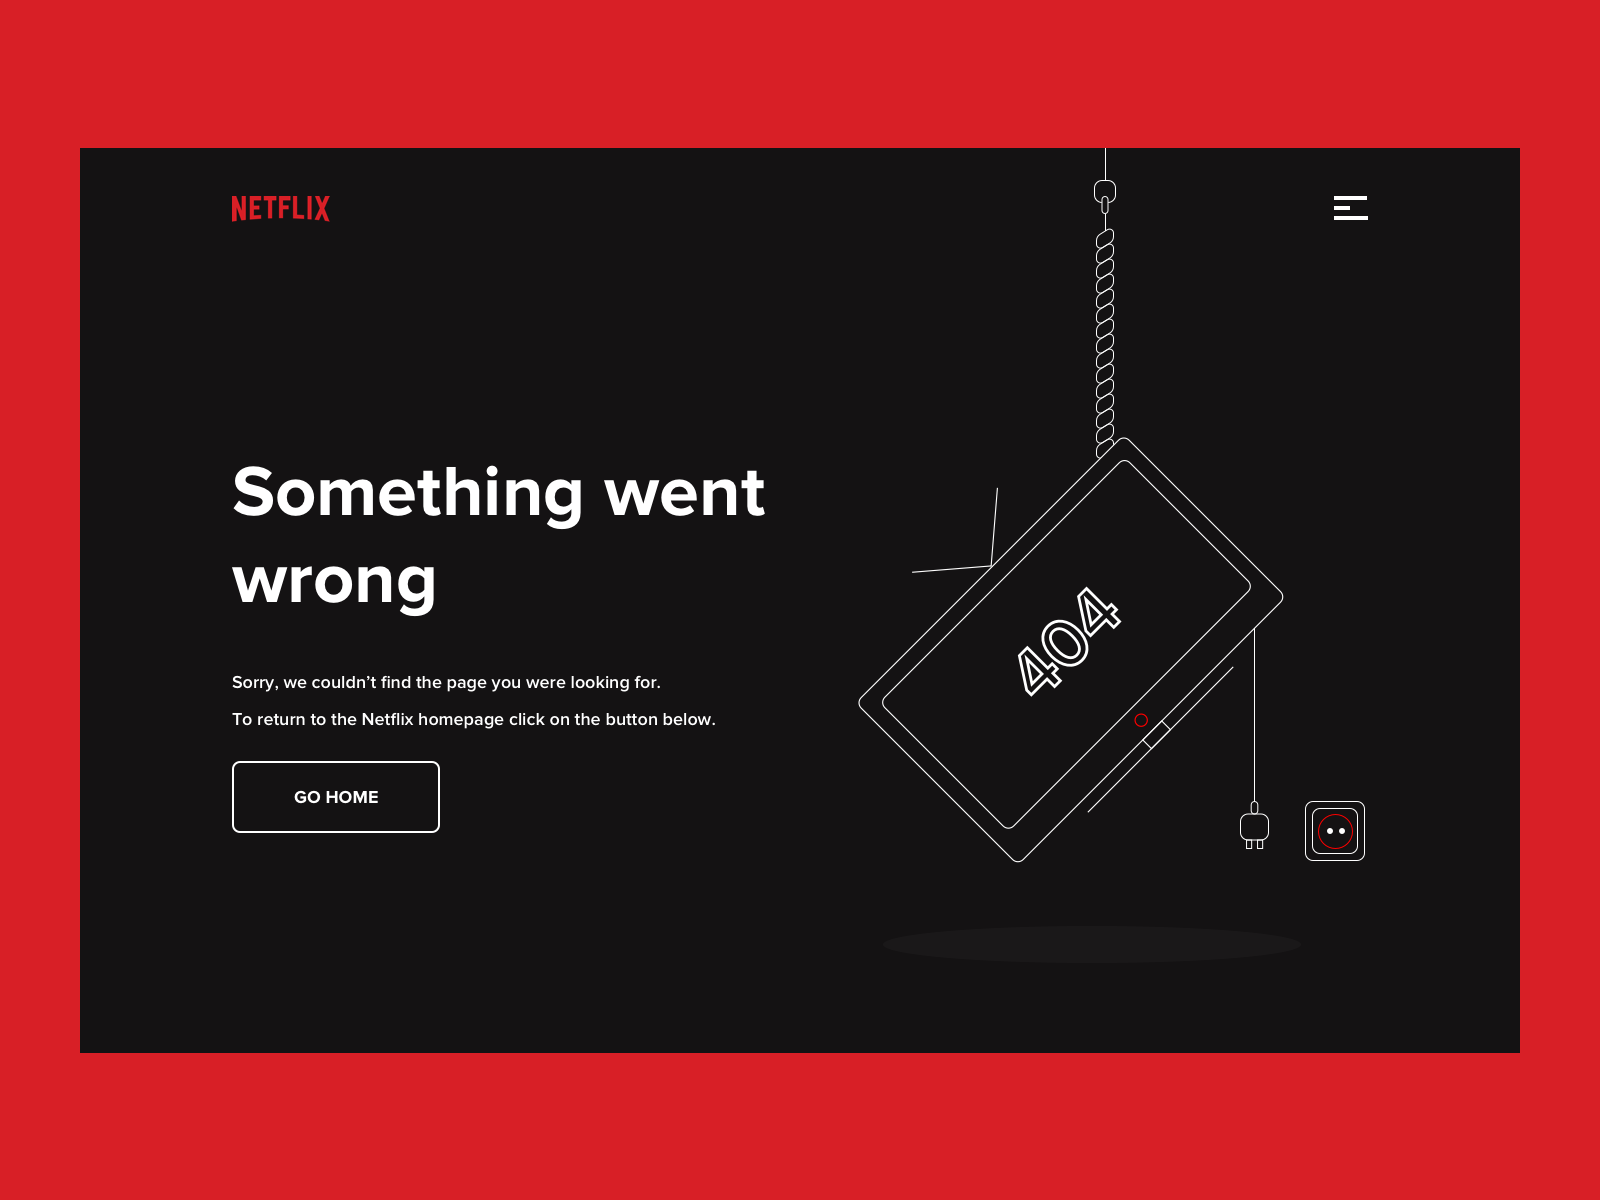 NETFLIX
Something went
wrong
Sorry, we couldn’t find the page you were looking for.
To return to the Netflix homepage click on the button below.
GO HOME
404